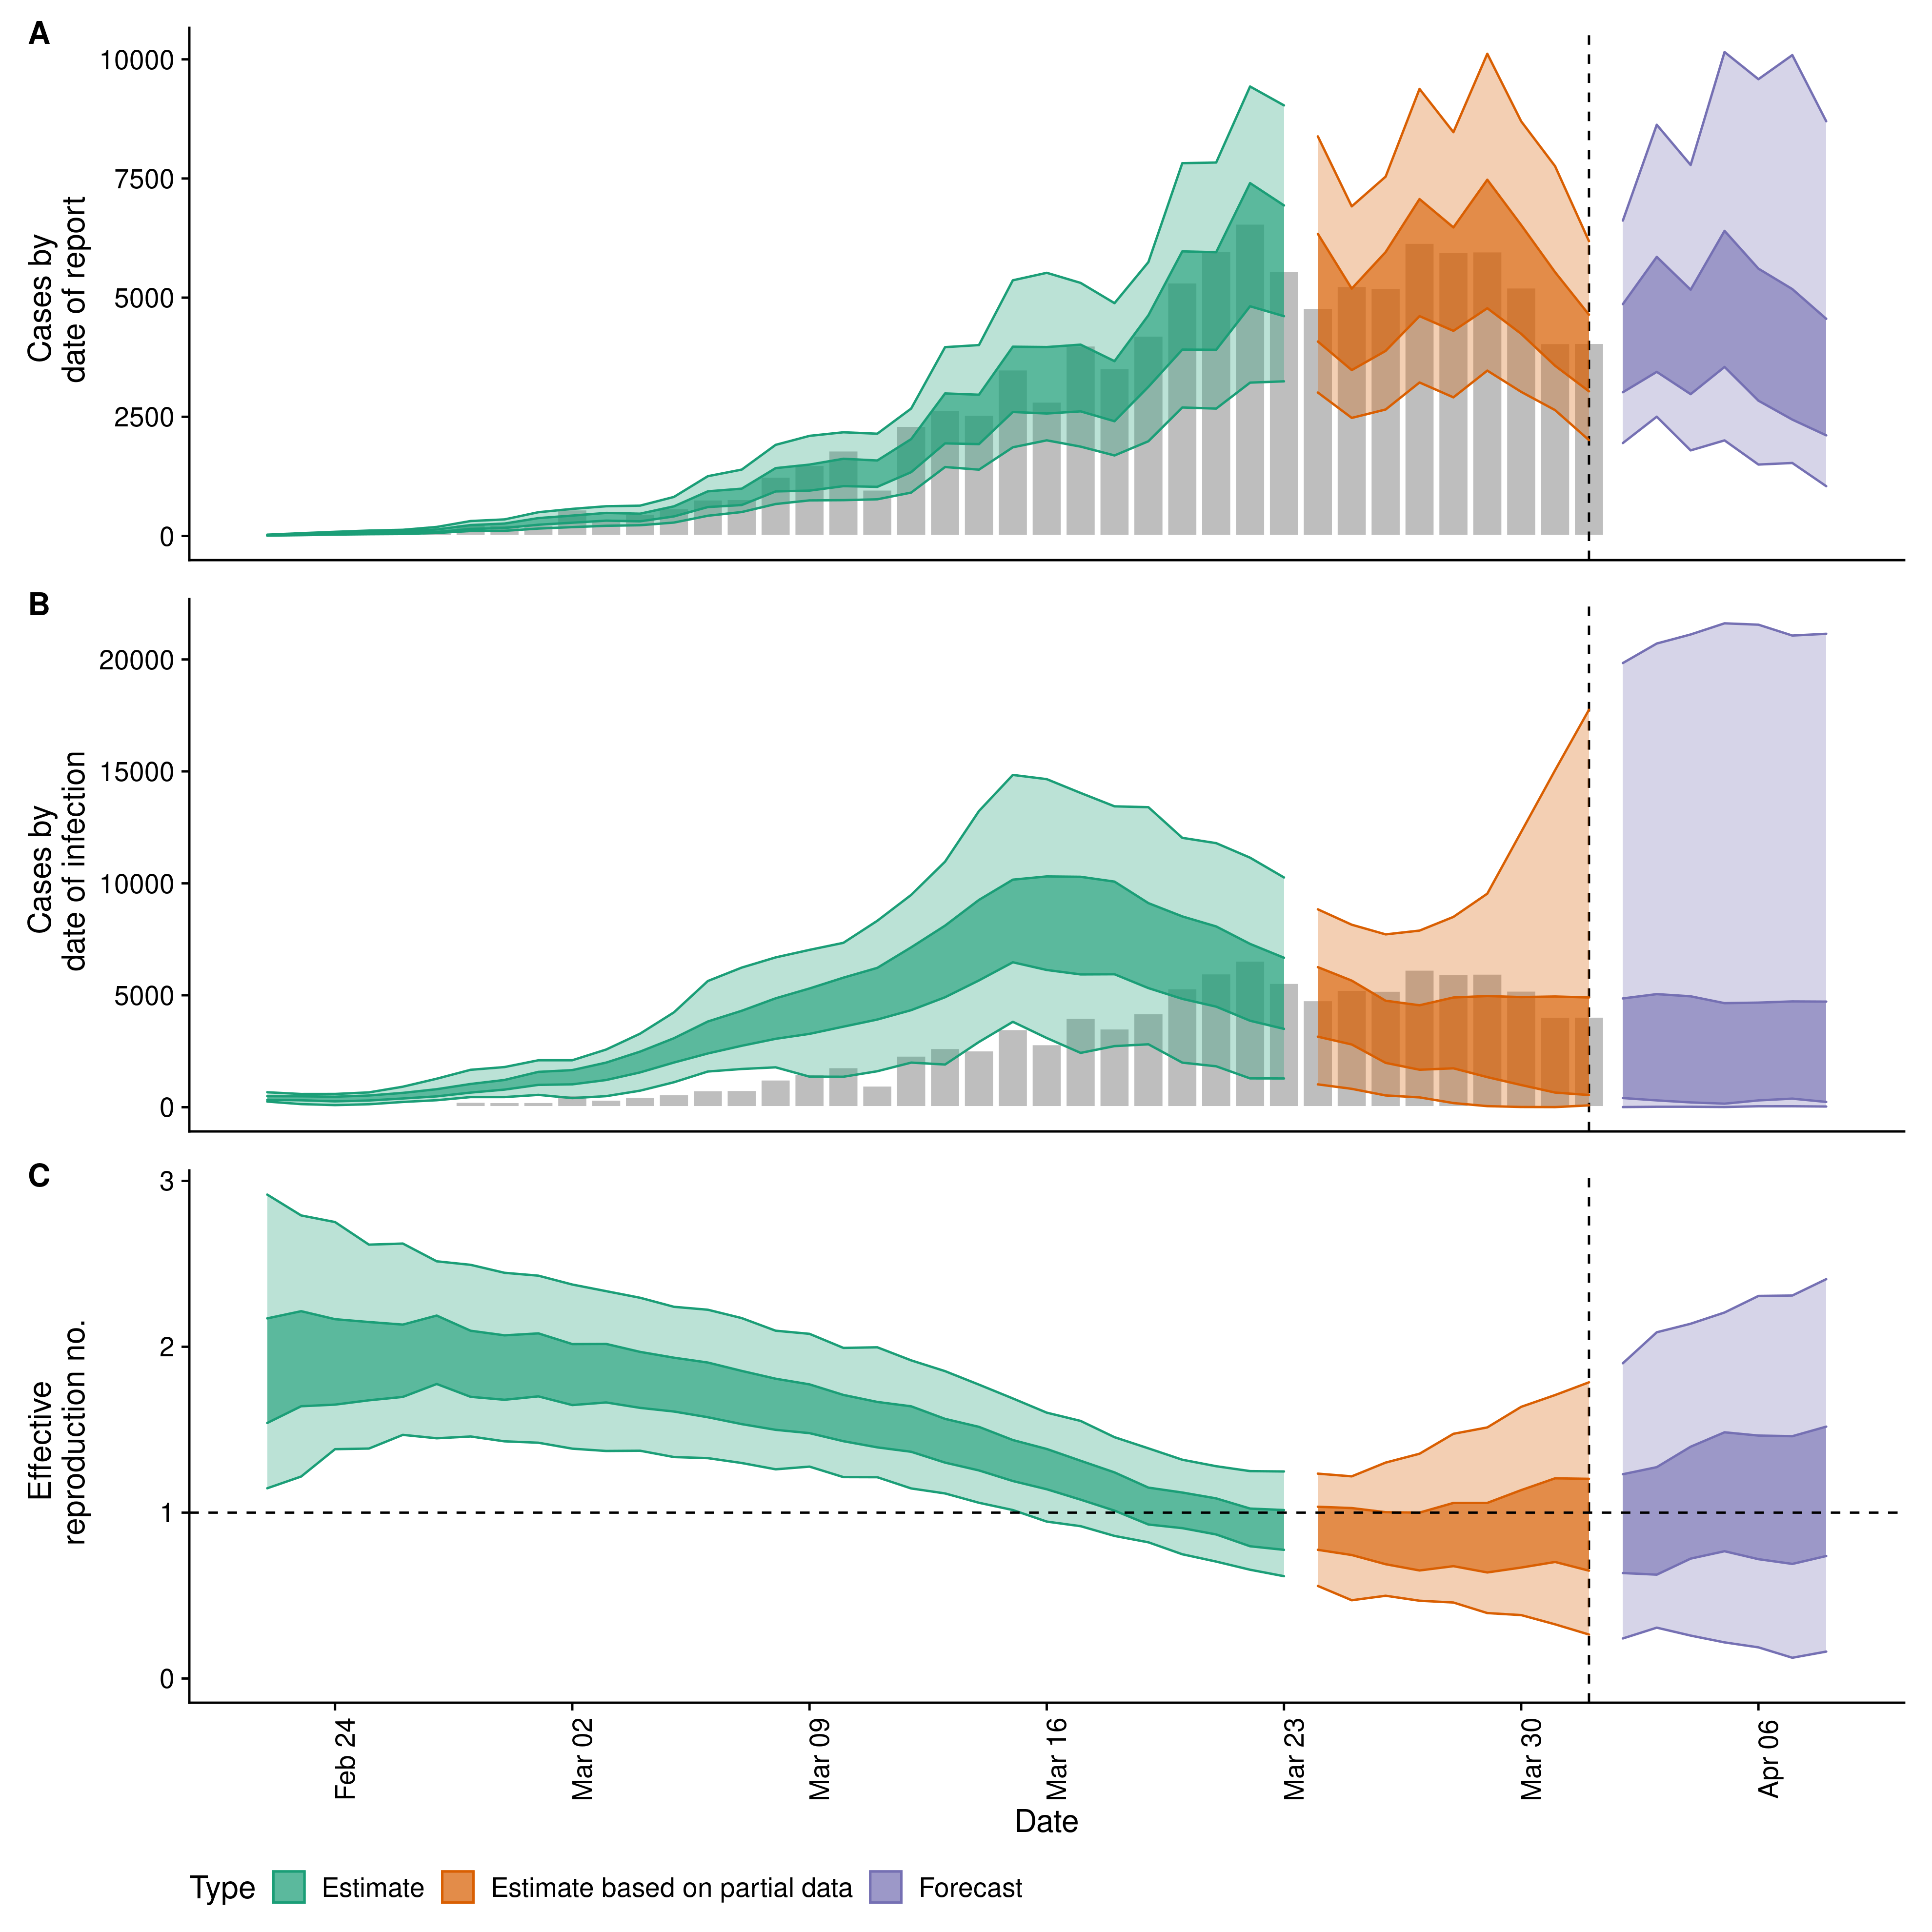 A
Cases by
date of report
10000
7500
5000
2500
0
B
Cases by
date of infection
20000
15000
10000
5000
0
C
Effective
reproduction no.
3
2
1
0
Feb 24
Mar 02
Mar 09
Mar 16
Mar 23
Mar 30
Apr 06
Date
Type
Estimate
Estimate based on partial data
Forecast